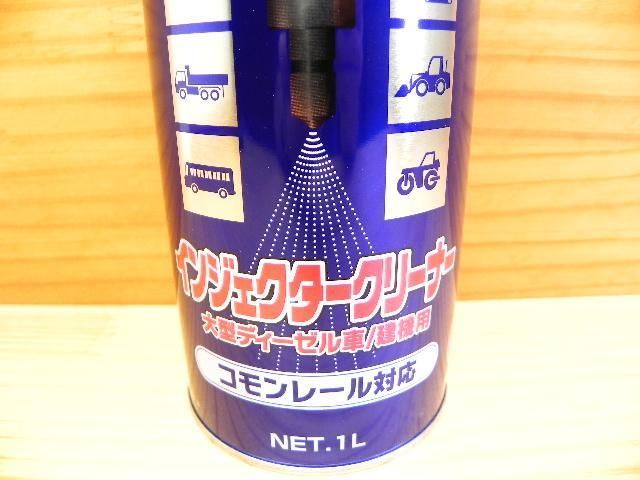 インジェクタークリーナー
大型ディーゼル車/建機用
コモンレール対応
NET.1L